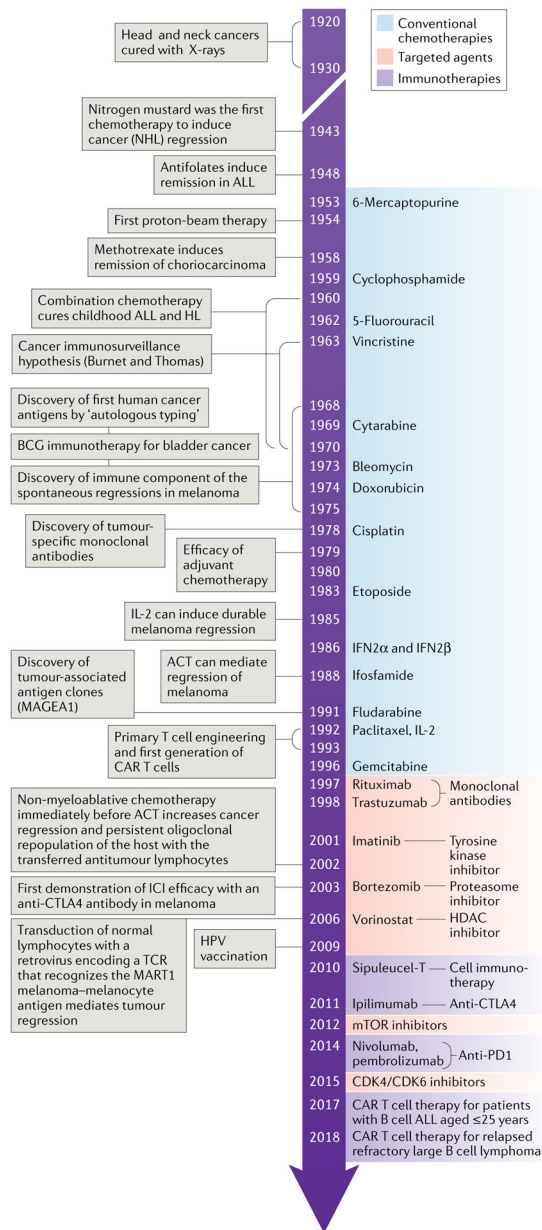 1920
Head and neck cancers
cured with X-rays
1930
Conventional
chemotherapies
Targeted agents
Immunotherapies
Nitrogen mustard was the first
chemotherapy to induce
cancer (NHL) regression
1943
Antifolates induce
remission in ALL
1948
1953 6-Mercaptopurine
First proton-beam therapy
1954
Methotrexate induces
remission of choriocarcinoma
1958
1959 Cyclophosphamide
Combination chemotherapy
cures childhood ALL and HL
1960
1962 5-Fluorouracil
Cancer immunosurveillance
hypothesis (Burnet and Thomas)
1963 Vincristine
Discovery of first human cancer
antigens by ‘autologous typing’
1968
1969 Cytarabine
BCG immunotherapy for bladder cancer
1970
Discovery of immune component of the
spontaneous regressions in melanoma
1973 Bleomycin
1974 Doxorubicin
1975
Discovery of tumour-
specific monoclonal
antibodies
1978 Cisplatin
Efficacy of
adjuvant
chemotherapy
1979
1980
1983 Etoposide
IL-2 can induce durable
melanoma regression
1985
1986 IFN2α and IFN2β
Discovery of
tumour-associated
antigen clones
(MAGEA1)
ACT can mediate
regression of
melanoma
1988 Ifosfamide
1991 Fludarabine
Primary T cell engineering
and first generation of
CAR T cells
1992 Paclitaxel, IL-2
1993
1996 Gemcitabine
1997 Rituximab
1998 Trastuzumab
Monoclonal
antibodies
Non-myeloablative chemotherapy
immediately before ACT increases cancer
regression and persistent oligoclonal
repopulation of the host with the
transferred antitumour lymphocytes
2001 Imatinib
Tyrosine
kinase
inhibitor
2002
First demonstration of ICI efficacy with an
anti-CTLA4 antibody in melanoma
2003 Bortezomib
Proteasome
inhibitor
Transduction of normal
lymphocytes with a
retrovirus encoding a TCR
that recognizes the MART1
melanoma–melanocyte
antigen mediates tumour
regression
2006 Vorinostat
HDAC
inhibitor
HPV
vaccination
2009
2010 Sipuleucel-T
Cell immuno-
therapy
2011 Ipilimumab
Anti-CTLA4
2012 mTOR inhibitors
2014 Nivolumab,
pembrolizumab
Anti-PD1
2015 CDK4/CDK6 inhibitors
2017 CAR T cell therapy for patients
with B cell ALL aged ≤25 years
2018 CAR T cell therapy for relapsed
refractory large B cell lymphoma